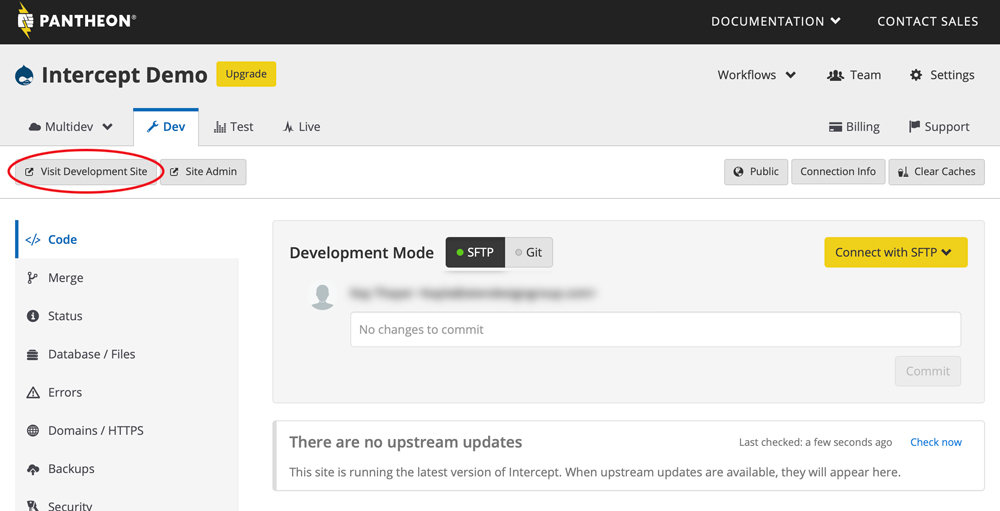 PANTHEON®
DOCUMENTATION
CONTACT SALES
Intercept Demo
Upgrade
Workflows
Team
Settings
Multidev
Dev
Test
Live
Billing
Support
Visit Development Site
Site Admin
Public
Connection Info
Clear Caches
</> Code
Merge
Status
Database / Files
Errors
Domains / HTTPS
Backups
Security
Development Mode
SFTP
Git
Connect with SFTP
No changes to commit
Commit
There are no upstream updates
Last checked: a few seconds ago
Check now
This site is running the latest version of Intercept. When upstream updates are available, they will appear here.